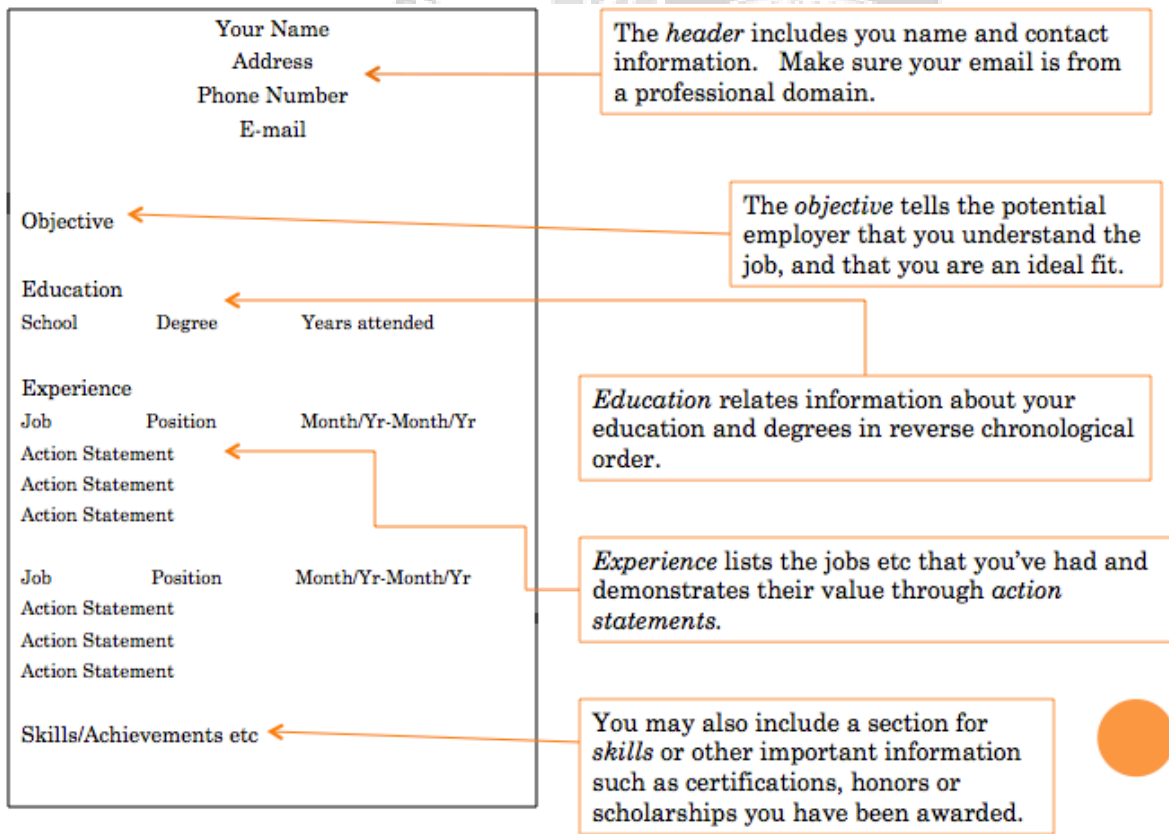 Your Name
Address
Phone Number
E-mail
Objective
Education
School Degree Years attended
Experience
Job Position Month/Yr-Month/Yr
Action Statement
Action Statement
Action Statement
Job Position Month/Yr-Month/Yr
Action Statement
Action Statement
Action Statement
Skills/Achievements etc
The header includes you name and contact
information. Make sure your email is from
a professional domain.
The objective tells the potential
employer that you understand the
job, and that you are an ideal fit.
Education relates information about your
education and degrees in reverse chronological
order.
Experience lists the jobs etc that you’ve had and
demonstrates their value through action
statements.
You may also include a section for
skills or other important information
such as certifications, honors or
scholarships you have been awarded.